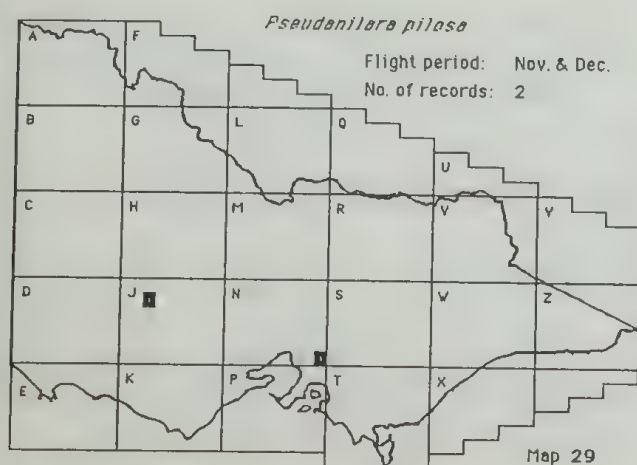 Pseudanilara pilosa
Flight period: Nov. & Dec.
No. of records: 2
A F
B G L Q
U
C H M R V Y
D J N S W Z
E K P T X
Map 29